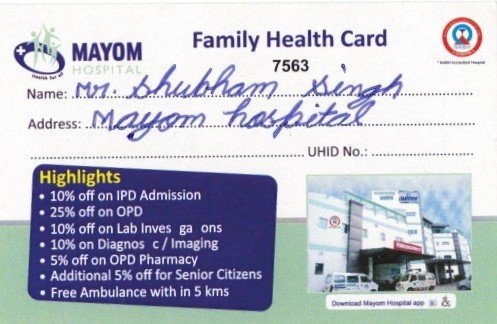 MAYOM
HOSPITAL
Health for all
Family Health Card
7563
* NABH Accredited Hospital
Name: Mr. Shubham Singh
Address: Mayom hospital
UHID No.:
Highlights
• 10% off on IPD Admission
• 25% off on OPD
• 10% off on Lab Inves ga ons
• 10% on Diagnos c / Imaging
• 5% off on OPD Pharmacy
• Additional 5% off for Senior Citizens
• Free Ambulance with in 5 kms
Download Mayom Hospital app